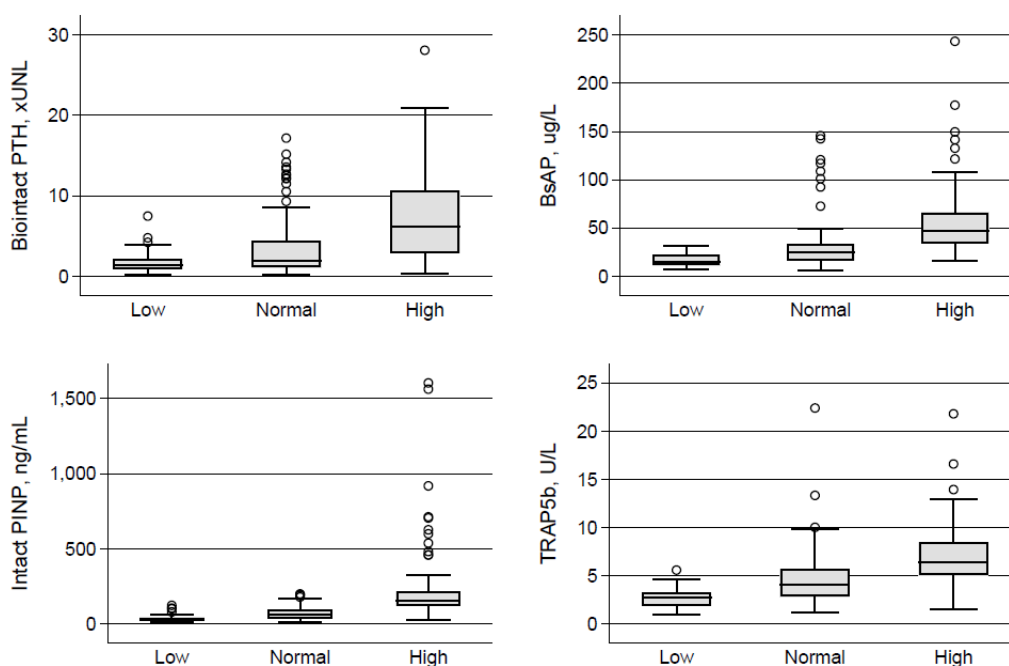 Biointact PTH, xUNL
30
20
10
0
Low Normal High
BsAP, ug/L
250
200
150
100
50
0
Low Normal High
Intact PINP, ng/mL
1,500
1,000
500
0
Low Normal High
TRAP5b, U/L
25
20
15
10
5
0
Low Normal High